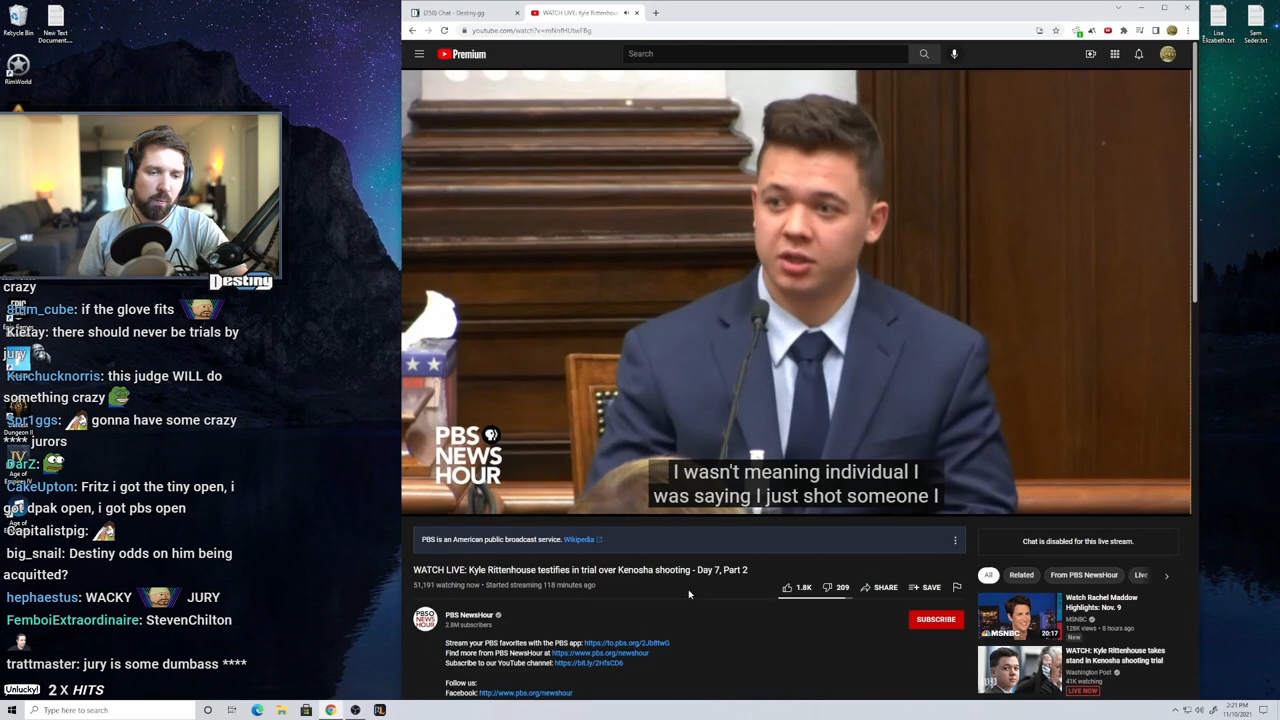 Recycle Bin
New Text
Document...
RimWorld
Destiny
crazy
cube: if the glove fits
there should never be trials by
jury
Kurchucknorris: this judge WILL do
something crazy
gonna have some crazy
**** jurors
CakeUpton: Fritz i got the tiny open, i
pak open, i got pbs open
Capitalistpig:
big_snail: Destiny odds on him being
acquitted?
hephaestus: WACKY JURY
FemboiExtraordinaire: Steven
trattmaster: jury is some dumbass ****
Unlucky! 2 X HITS
Type here to search
(258) Chat - Destiny.gg
WATCH LIVE: Kyle Rittenhou
youtube.com/watch?v=mNnfHUtwFBg
Premium
Search
Lisa
Elizabeth.txt
Sam
Seder.txt
PBS
NEWS
HOUR
I wasn't meaning individual I
was saying I just shot someone I
PBS is an American public broadcast service. Wikipedia
WATCH LIVE: Kyle Rittenhouse testifies in trial over Kenosha shooting - Day 7, Part 2
51,191 watching now • Started streaming 118 minutes ago
1.8K
209
SHARE
SAVE
PBS NewsHour
2.8M subscribers
SUBSCRIBE
Stream your PBS favorites with the PBS app: https://to.pbs.org/2Jb8twG
Find more from PBS NewsHour at https://www.pbs.org/newshour
Subscribe to our YouTube channel: https://bit.ly/2HfsCD6
Follow us:
Facebook: http://www.pbs.org/newshour
Chat is disabled for this live stream.
All
Related
From PBS NewsHour
Live
Watch Rachel Maddow
Highlights: Nov. 9
MSNBC
128K views • 8 hours ago
New
MSNBC
20:17
WATCH: Kyle Rittenhouse takes
stand in Kenosha shooting trial
Washington Post
41K watching
LIVE NOW
3:21 PM
11/10/2021